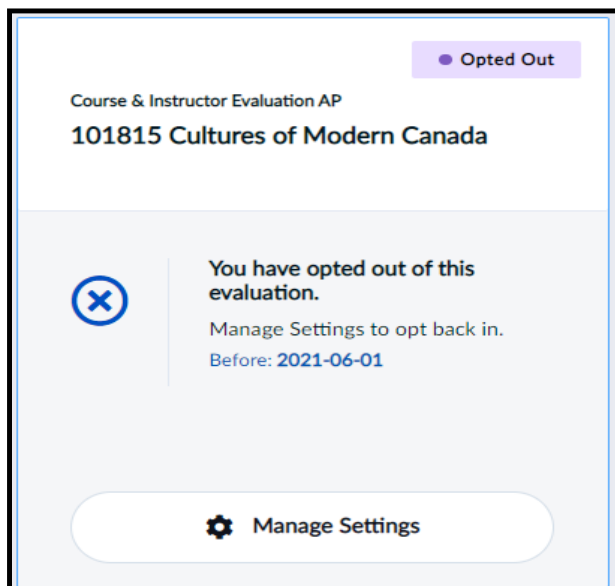 Opted Out
Course & Instructor Evaluation AP
101815 Cultures of Modern Canada
You have opted out of this
evaluation.
Manage Settings to opt back in.
Before: 2021-06-01
Manage Settings